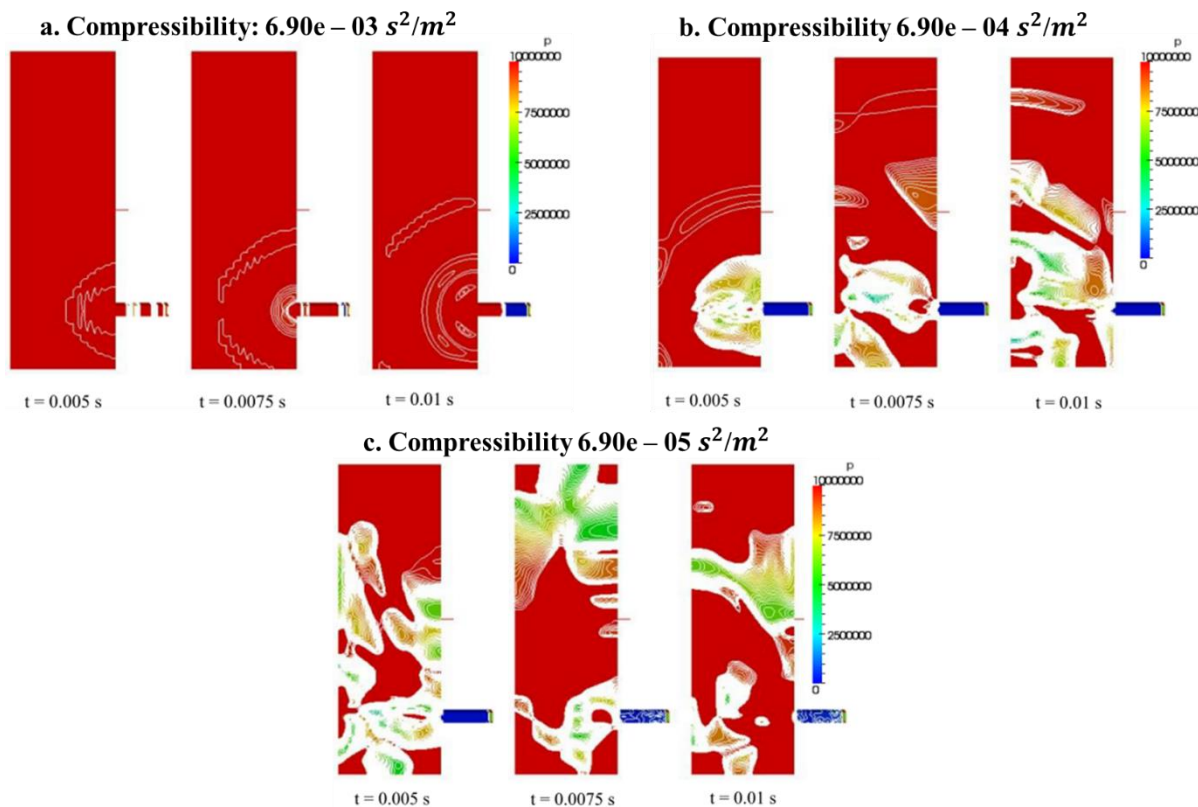 a. Compressibility: 6.90e – 03 s²/m²
p
10000000
7500000
5000000
2500000
0
t = 0.005 s
t = 0.0075 s
t = 0.01 s
b. Compressibility 6.90e – 04 s²/m²
p
10000000
7500000
5000000
2500000
0
t = 0.005 s
t = 0.0075 s
t = 0.01 s
c. Compressibility 6.90e – 05 s²/m²
p
10000000
7500000
5000000
2500000
0
t = 0.005 s
t = 0.0075 s
t = 0.01 s